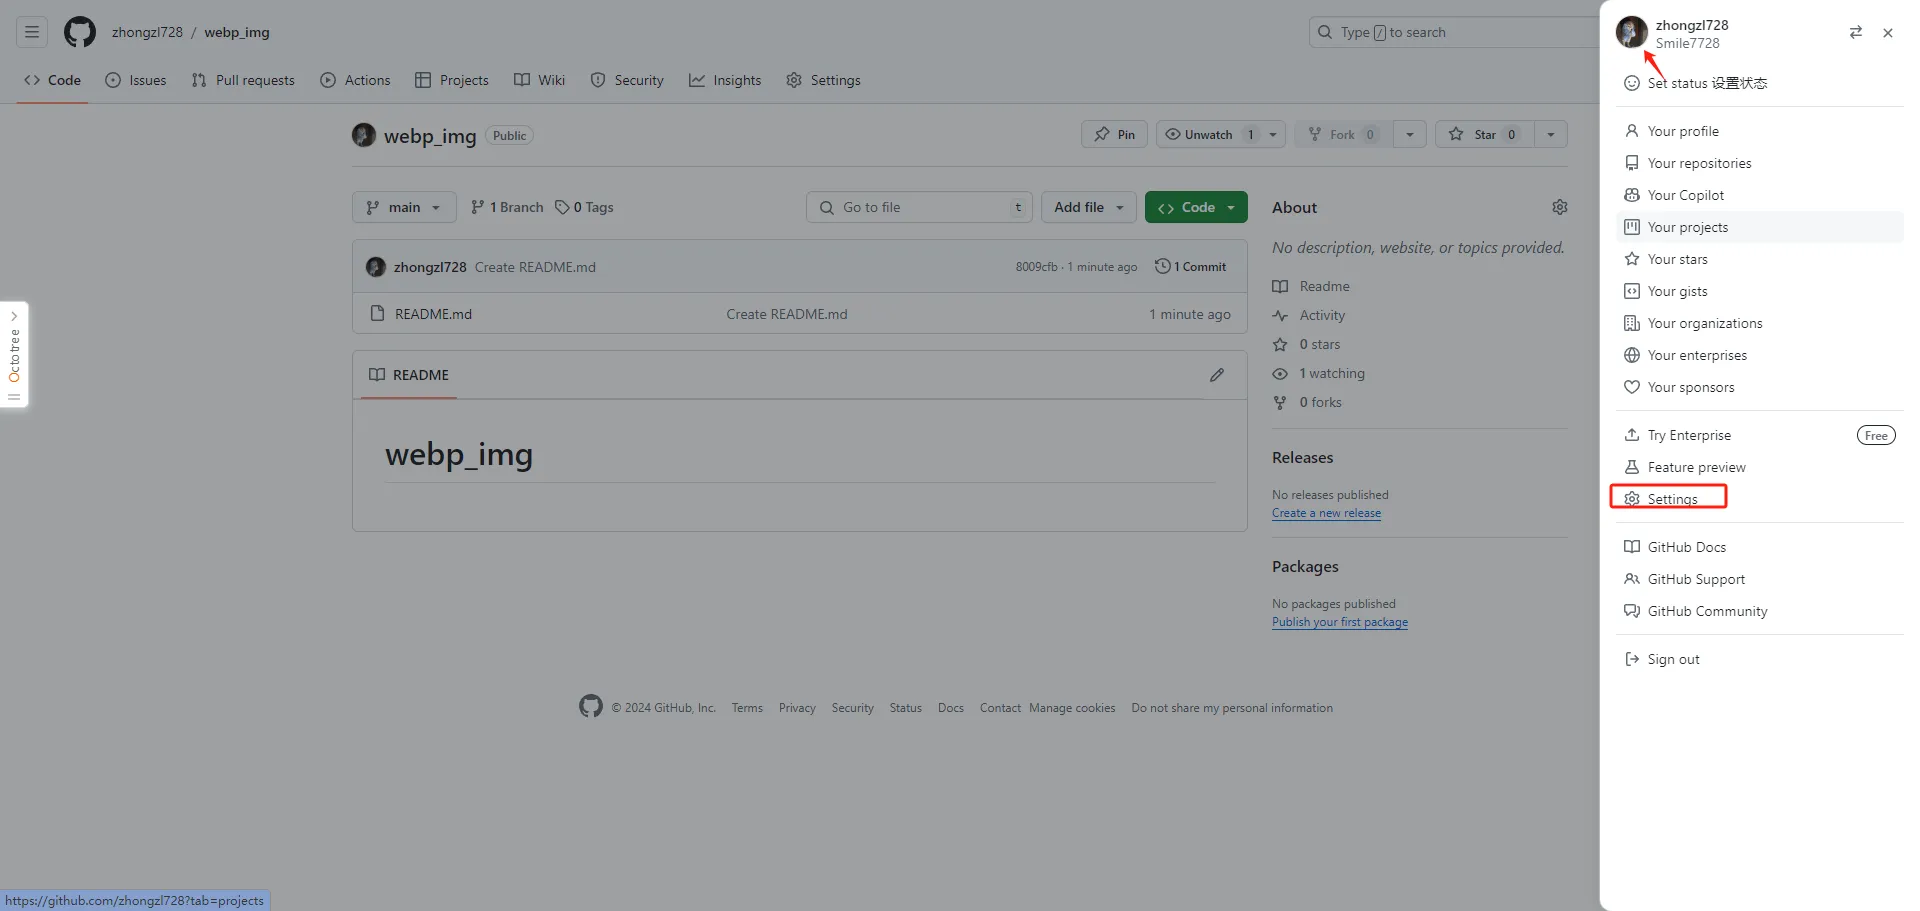 zhongzl728 / webp_img
Type / to search
Code Issues Pull requests Actions Projects Wiki Security Insights Settings
webp_img Public
Pin Unwatch 1 Fork 0 Star 0
main 1 Branch 0 Tags Go to file t Add file Code
zhongzl728 Create README.md 8009cfb · 1 minute ago 1 Commit
README.md Create README.md 1 minute ago
README
webp_img
About
No description, website, or topics provided.
Readme
Activity
0 stars
1 watching
0 forks
Releases
No releases published
Create a new release
Packages
No packages published
Publish your first package
© 2024 GitHub, Inc. Terms Privacy Security Status Docs Contact Manage cookies Do not share my personal information
Octotree
https://github.com/zhongzl728?tab=projects
zhongzl728
Smile7728
Set status 设置状态
Your profile
Your repositories
Your Copilot
Your projects
Your stars
Your gists
Your organizations
Your enterprises
Your sponsors
Try Enterprise Free
Feature preview
Settings
GitHub Docs
GitHub Support
GitHub Community
Sign out